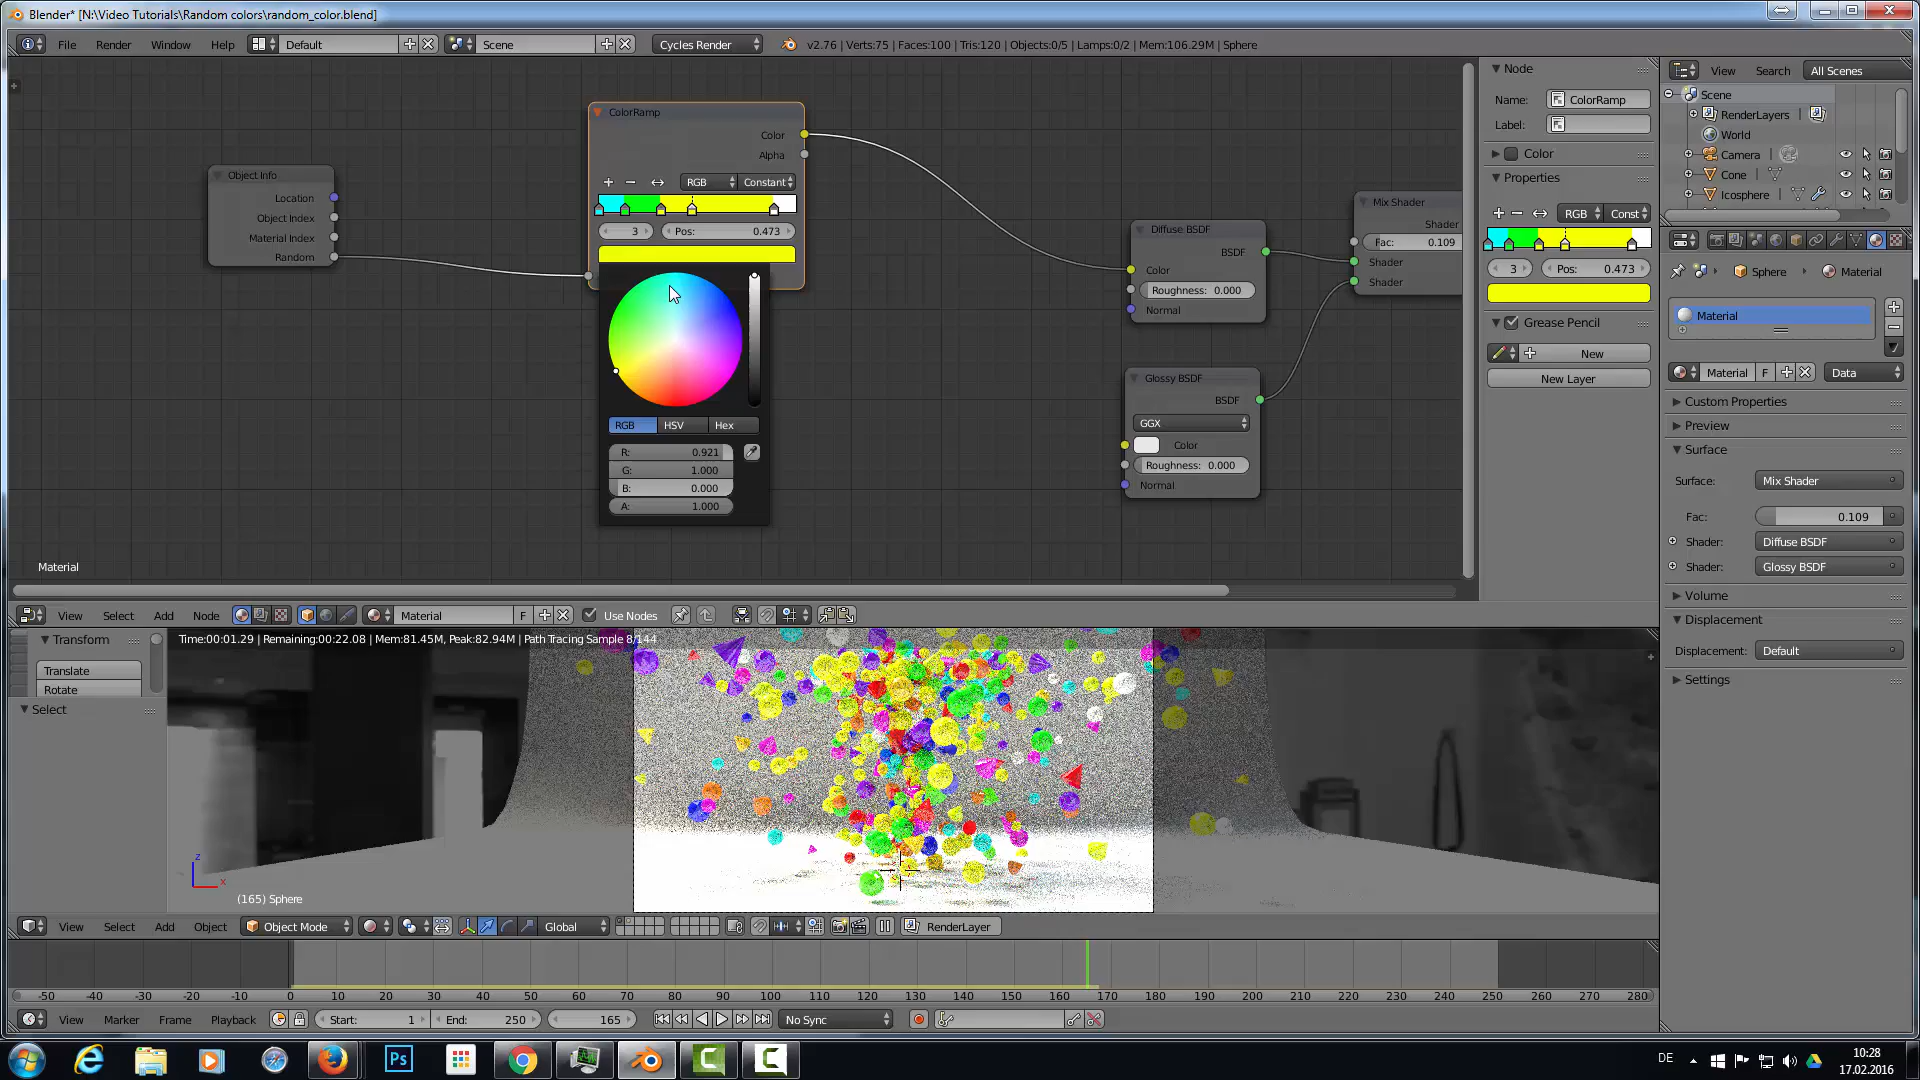 Blender* [N:\Video Tutorials\Random colors\random_color.blend]
File Render Window Help Default Scene Cycles Render v2.76 | Verts:75 | Faces:100 | Tris:120 | Objects:0/5 | Lamps:0/2 | Mem:106.29M | Sphere
Object Info
Location
Object Index
Material Index
Random
ColorRamp
Color
Alpha
RGB Constant
3 Pos: 0.473
RGB HSV Hex
R: 0.921
G: 1.000
B: 0.000
A: 1.000
Diffuse BSDF
BSDF
Color
Roughness: 0.000
Normal
Glossy BSDF
BSDF
GGX
Color
Roughness: 0.000
Normal
Mix Shader
Shader
Fac: 0.109
Shader
Shader
Material
Node
Name: ColorRamp
Label:
Color
Properties
RGB Const
3 Pos: 0.473
Grease Pencil
New
New Layer
View Search All Scenes
Scene
RenderLayers
World
Camera
Cone
Icosphere
Sphere Material
Material
Material F Data
Custom Properties
Preview
Surface
Surface: Mix Shader
Fac: 0.109
Shader: Diffuse BSDF
Shader: Glossy BSDF
Volume
Displacement
Displacement: Default
Settings
View Select Add Node Material F Use Nodes
Transform
Translate
Rotate
Select
Time:00:01.29 | Remaining:00:22.08 | Mem:81.45M, Peak:82.94M | Path Tracing Sample 8/144
z
x
(165) Sphere
View Select Add Object Object Mode Global RenderLayer
-50 -40 -30 -20 -10 0 10 20 30 40 50 60 70 80 90 100 110 120 130 140 150 160 170 180 190 200 210 220 230 240 250 260 270 280
View Marker Frame Playback Start: 1 End: 250 165 No Sync
Ps
DE
10:28
17.02.2016